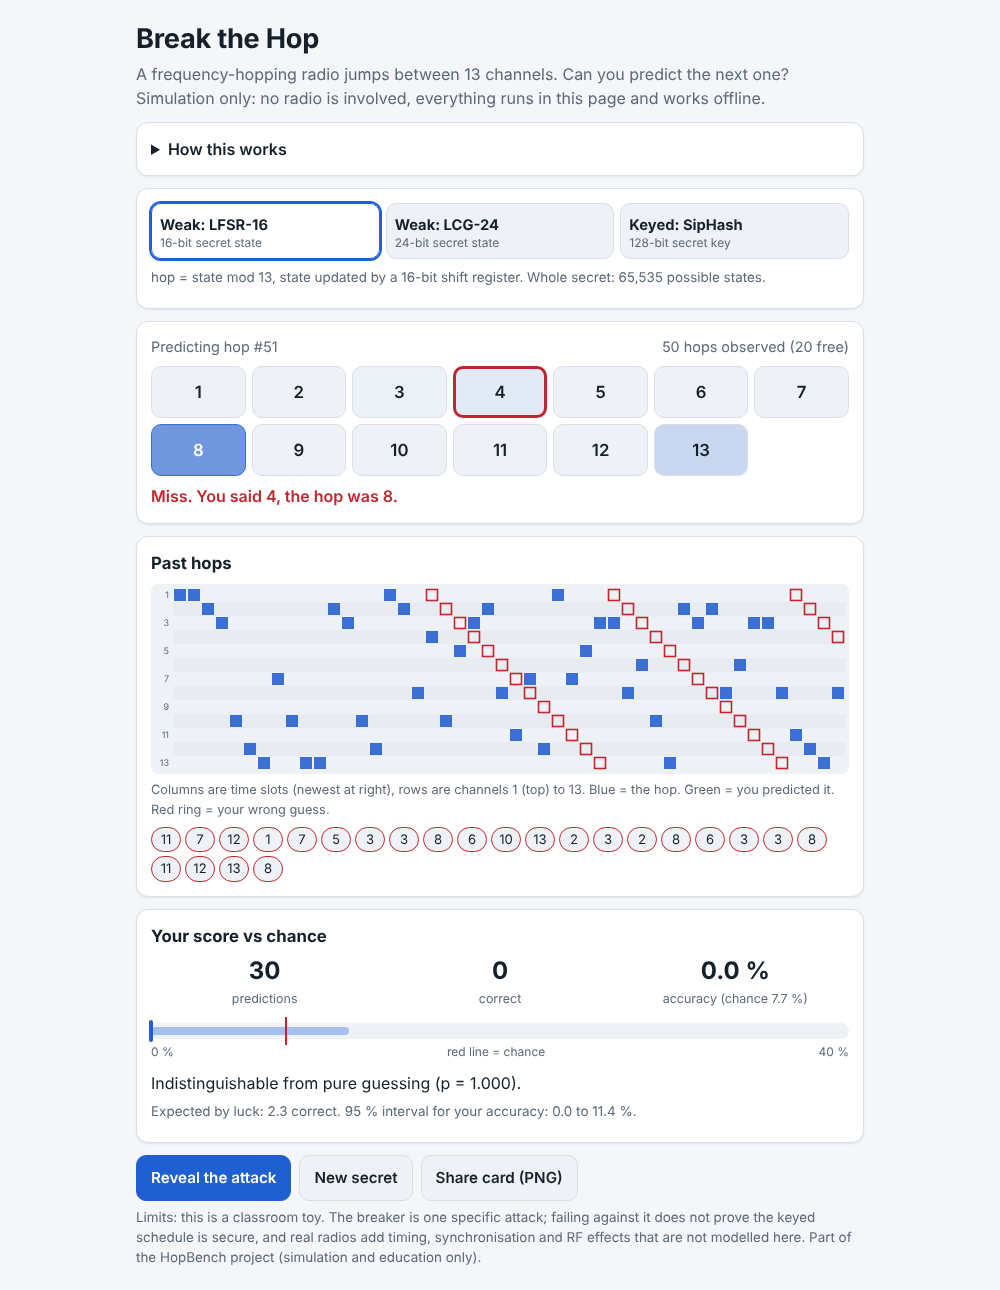 Break the Hop
A frequency-hopping radio jumps between 13 channels. Can you predict the next one?
Simulation only: no radio is involved, everything runs in this page and works offline.
How this works
Weak: LFSR-16
16-bit secret state
Weak: LCG-24
24-bit secret state
Keyed: SipHash
128-bit secret key
hop = state mod 13, state updated by a 16-bit shift register. Whole secret: 65,535 possible states.
Predicting hop #51
50 hops observed (20 free)
1 2 3 4 5 6 7
8 9 10 11 12 13
Miss. You said 4, the hop was 8.
Past hops
1
3
5
7
9
11
13
Columns are time slots (newest at right), rows are channels 1 (top) to 13. Blue = the hop. Green = you predicted it.
Red ring = your wrong guess.
11 7 12 1 7 5 3 3 8 6 10 13 2 3 2 8 6 3 3 8
11 12 13 8
Your score vs chance
30 0 0.0 %
predictions correct accuracy (chance 7.7 %)
0 % red line = chance 40 %
Indistinguishable from pure guessing (p = 1.000).
Expected by luck: 2.3 correct. 95 % interval for your accuracy: 0.0 to 11.4 %.
Reveal the attack New secret Share card (PNG)
Limits: this is a classroom toy. The breaker is one specific attack; failing against it does not prove the keyed
schedule is secure, and real radios add timing, synchronisation and RF effects that are not modelled here. Part of
the HopBench project (simulation and education only).